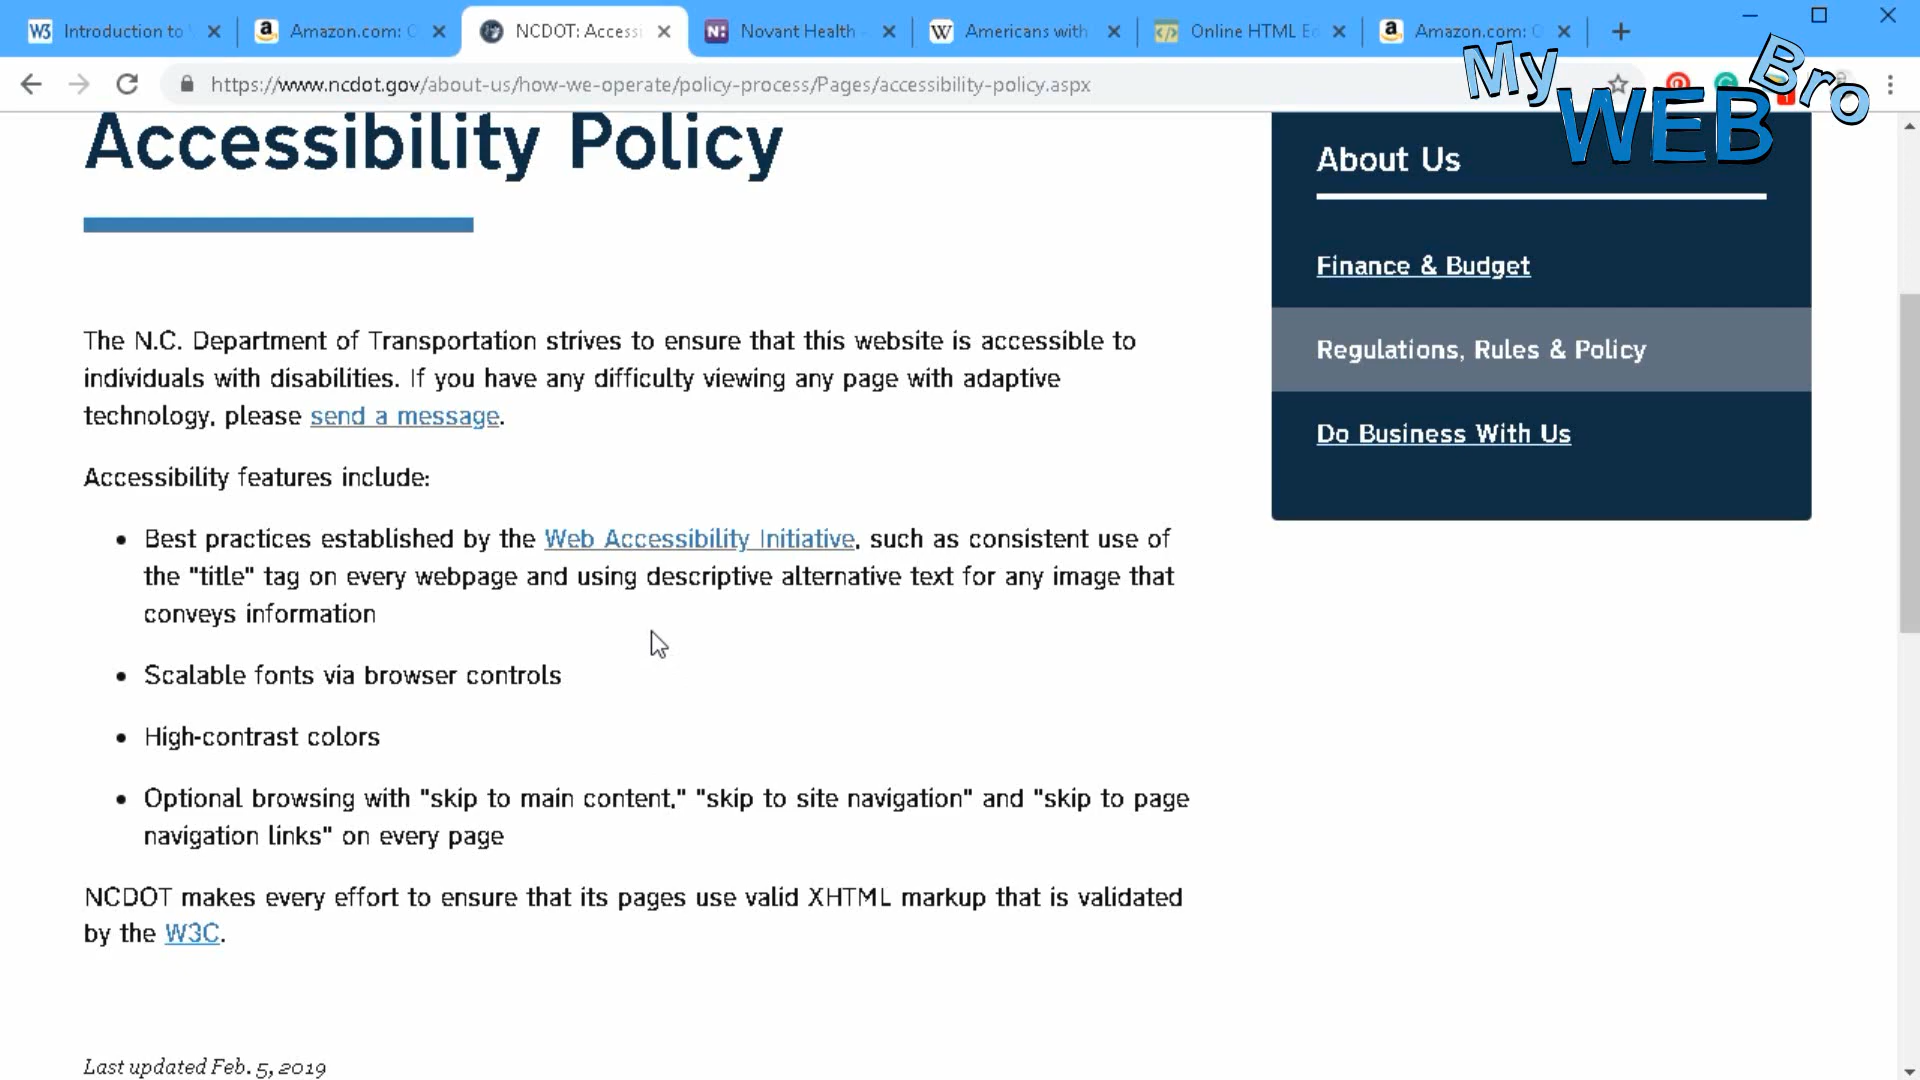 Introduction to
Amazon.com:
NCDOT: Access
Novant Health
Americans with
Online HTML Ed
Amazon.com:
https://www.ncdot.gov/about-us/how-we-operate/policy-process/Pages/accessibility-policy.aspx
My WEB Bro
Accessibility Policy
About Us
Finance & Budget
Regulations, Rules & Policy
Do Business With Us
The N.C. Department of Transportation strives to ensure that this website is accessible to
individuals with disabilities. If you have any difficulty viewing any page with adaptive
technology, please send a message.
Accessibility features include:
• Best practices established by the Web Accessibility Initiative, such as consistent use of
the "title" tag on every webpage and using descriptive alternative text for any image that
conveys information
• Scalable fonts via browser controls
• High-contrast colors
• Optional browsing with "skip to main content," "skip to site navigation" and "skip to page
navigation links" on every page
NCDOT makes every effort to ensure that its pages use valid XHTML markup that is validated
by the W3C.
Last updated Feb. 5, 2019